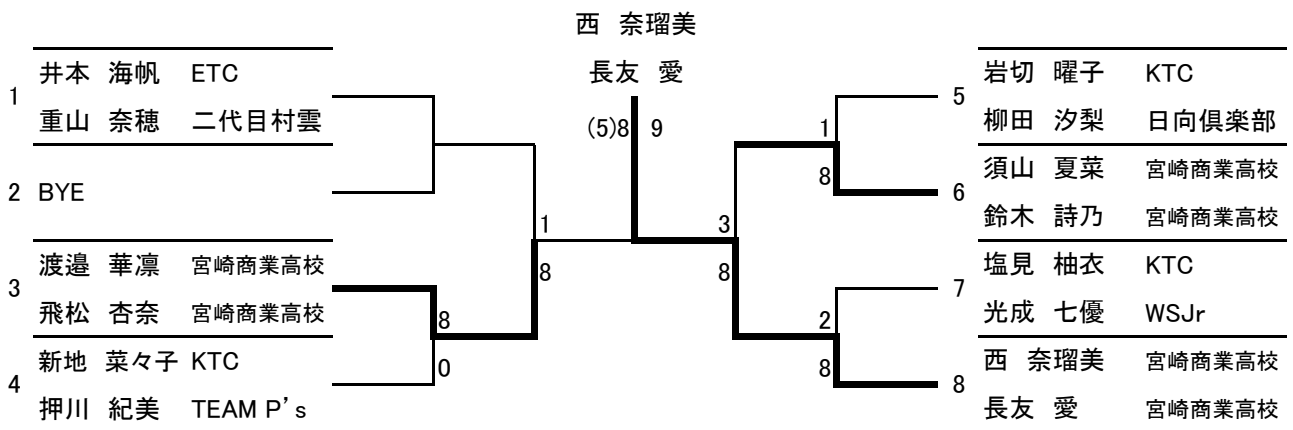 西 奈瑠美
長友 愛
(5)8 9
1 井本 海帆 ETC
重山 奈穂 二代目村雲
2 BYE
3 渡邉 華凛 宮崎商業高校
飛松 杏奈 宮崎商業高校
4 新地 菜々子 KTC
押川 紀美 TEAM P's
8
0
1
8
3
8
1
8
2
8
5 岩切 曜子 KTC
柳田 汐梨 日向倶楽部
6 須山 夏菜 宮崎商業高校
鈴木 詩乃 宮崎商業高校
7 塩見 柚衣 KTC
光成 七優 WSJr
8 西 奈瑠美 宮崎商業高校
長友 愛 宮崎商業高校